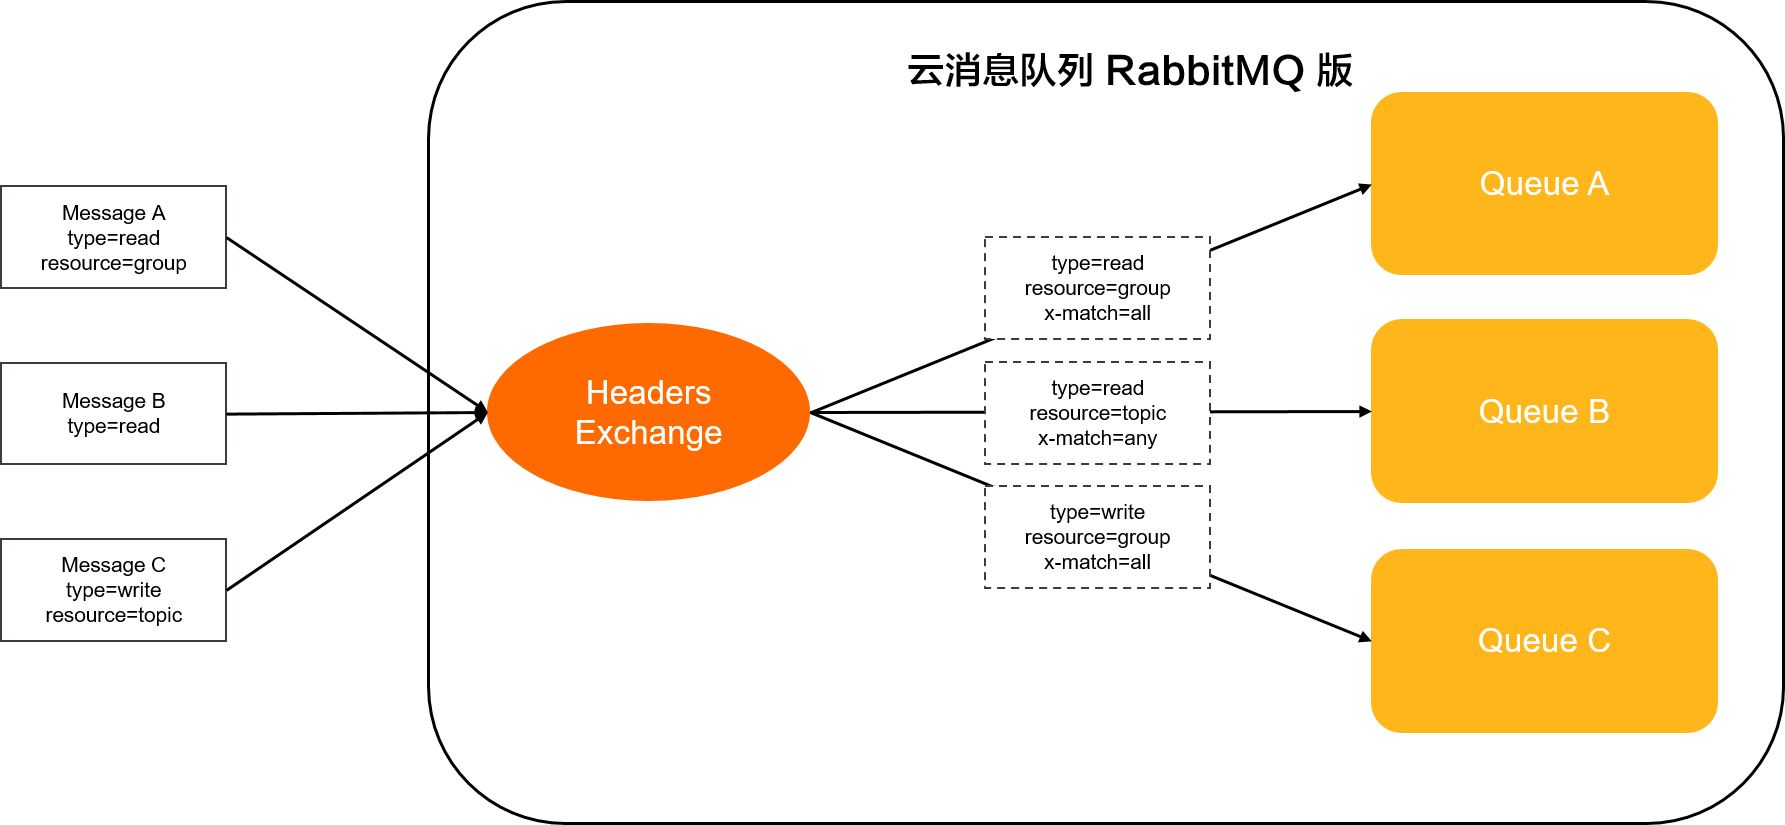 云消息队列 RabbitMQ 版
Message A
type=read
resource=group
Message B
type=read
Message C
type=write
resource=topic
Headers
Exchange
type=read
resource=group
x-match=all
type=read
resource=topic
x-match=any
type=write
resource=group
x-match=all
Queue A
Queue B
Queue C